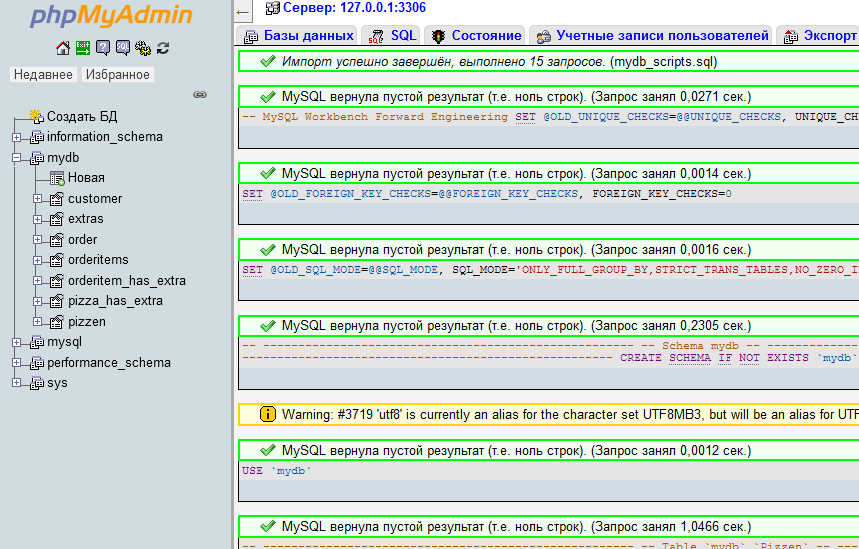 phpMyAdmin
Недавнее Избранное
Создать БД
information_schema
mydb
Новая
customer
extras
order
orderitems
orderitem_has_extra
pizza_has_extra
pizzen
mysql
performance_schema
sys
Сервер: 127.0.0.1:3306
Базы данных SQL Состояние Учетные записи пользователей Экспорт
Импорт успешно завершён, выполнено 15 запросов. (mydb_scripts.sql)
MySQL вернула пустой результат (т.е. ноль строк). (Запрос занял 0,0271 сек.)
-- MySQL Workbench Forward Engineering SET @OLD_UNIQUE_CHECKS=@@UNIQUE_CHECKS, UNIQUE_CH
MySQL вернула пустой результат (т.е. ноль строк). (Запрос занял 0,0014 сек.)
SET @OLD_FOREIGN_KEY_CHECKS=@@FOREIGN_KEY_CHECKS, FOREIGN_KEY_CHECKS=0
MySQL вернула пустой результат (т.е. ноль строк). (Запрос занял 0,0016 сек.)
SET @OLD_SQL_MODE=@@SQL_MODE, SQL_MODE='ONLY_FULL_GROUP_BY,STRICT_TRANS_TABLES,NO_ZERO_I
MySQL вернула пустой результат (т.е. ноль строк). (Запрос занял 0,2305 сек.)
-- ----------------------------------------------------- -- Schema mydb -- -------------
---------------------------------------- CREATE SCHEMA IF NOT EXISTS `mydb`
Warning: #3719 'utf8' is currently an alias for the character set UTF8MB3, but will be an alias for UTF
MySQL вернула пустой результат (т.е. ноль строк). (Запрос занял 0,0012 сек.)
USE `mydb`
MySQL вернула пустой результат (т.е. ноль строк). (Запрос занял 1,0466 сек.)
-- ----------------------------------------------------- -- Table `mydb`.`Pizzen` -- -- --